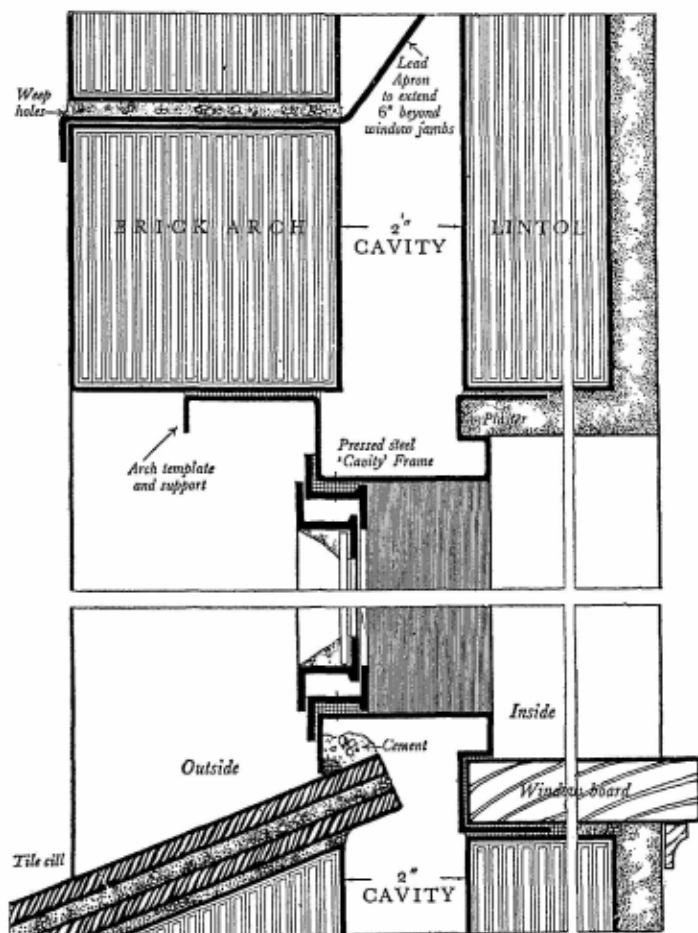 Lead
Apron
to extend
6" beyond
window jambs
Weep
holes
BRICK ARCH
2"
CAVITY
LINTOL
Plaster
Pressed steel
'Cavity' Frame
Arch template
and support
Inside
Cement
Outside
Window board
Tile cill
2"
CAVITY